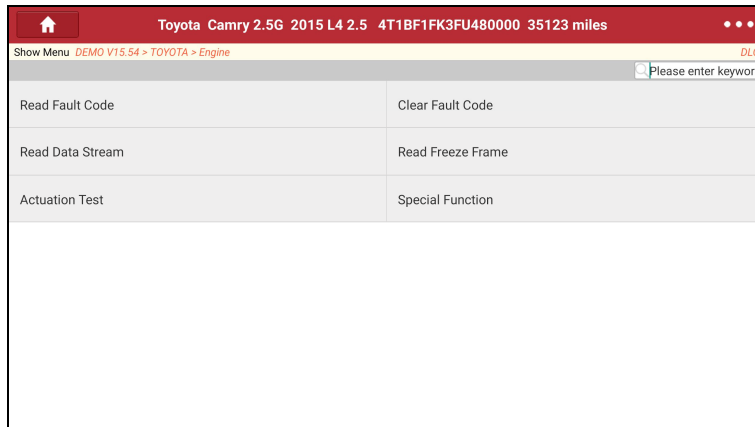 Toyota Camry 2.5G 2015 L4 2.5 4T1BF1FK3FU480000 35123 miles
Show Menu DEMO V15.54 > TOYOTA > Engine DLC
Please enter keywor
Read Fault Code Clear Fault Code
Read Data Stream Read Freeze Frame
Actuation Test Special Function